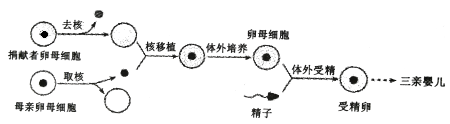 去核
捐献者卵母细胞
核移植
体外培养
卵母细胞
取核
母亲卵母细胞
精子
体外受精
受精卵
三亲婴儿